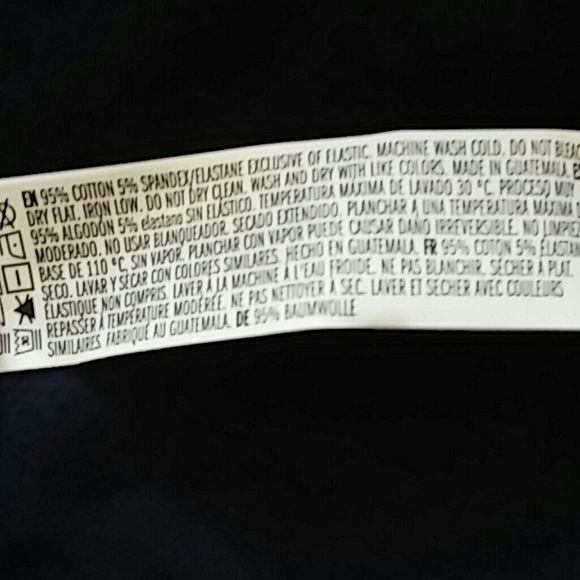 EN 95% COTTON 5% SPANDEX/ELASTANE EXCLUSIVE OF ELASTIC. MACHINE WASH COLD. DO NOT BLEAC
DRY FLAT. IRON LOW. DO NOT DRY CLEAN. WASH AND DRY WITH LIKE COLORS. MADE IN GUATEMALA. ES
95% ALGODÓN 5% elastano SIN ELÁSTICO. TEMPERATURA MÁXIMA DE LAVADO 30 °C. PROCESO MUY
MODERADO. NO USAR BLANQUEADOR. SECADO EXTENDIDO. PLANCHAR A UNA TEMPERATURA MÁXIMA
BASE DE 110 °C, SIN VAPOR. PLANCHAR CON VAPOR PUEDE CAUSAR DAÑO IRREVERSIBLE. NO LIMPIEZ
SECO. LAVAR Y SECAR CON COLORES SIMILARES. HECHO EN GUATEMALA. FR 95% COTON 5% ÉLASTAN
ÉLASTIQUE NON COMPRIS. LAVER À LA MACHINE À L'EAU FROIDE. NE PAS BLANCHIR. SÉCHER À PLAT.
REPASSER À TEMPÉRATURE MODÉRÉE. NE PAS NETTOYER À SEC. LAVER ET SECHER AVEC COULEURS
SIMILAIRES. FABRIQUÉ AU GUATEMALA. DE 95% BAUMWOLLE